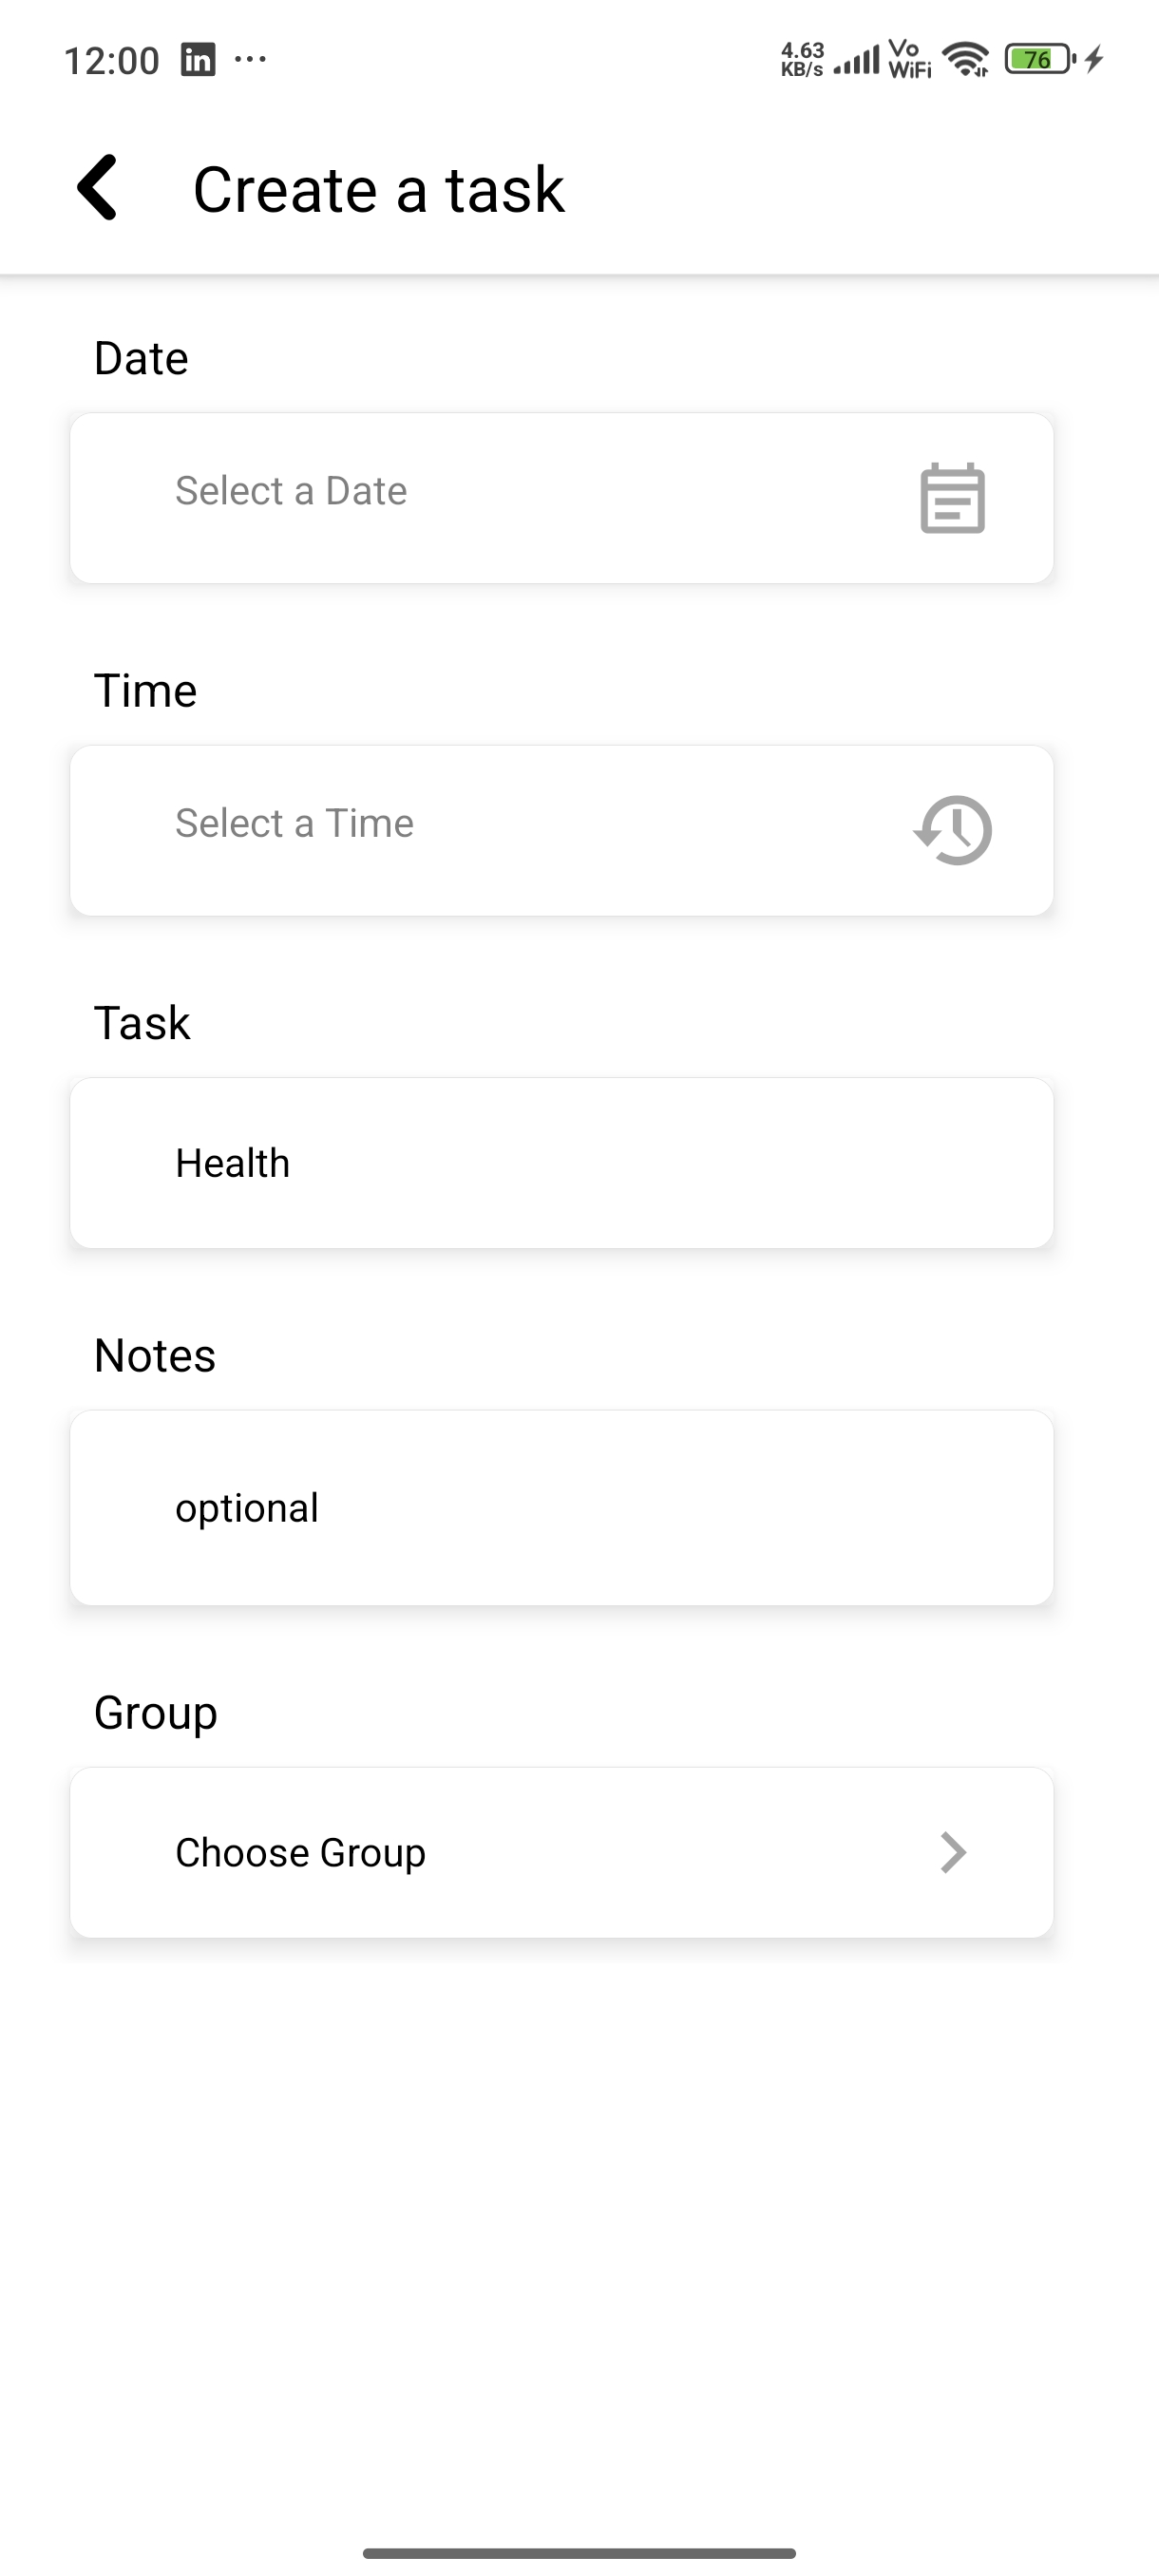 12:00 in ... 4.63 KB/s Vo WiFi 76
Create a task
Date
Select a Date
Time
Select a Time
Task
Health
Notes
optional
Group
Choose Group